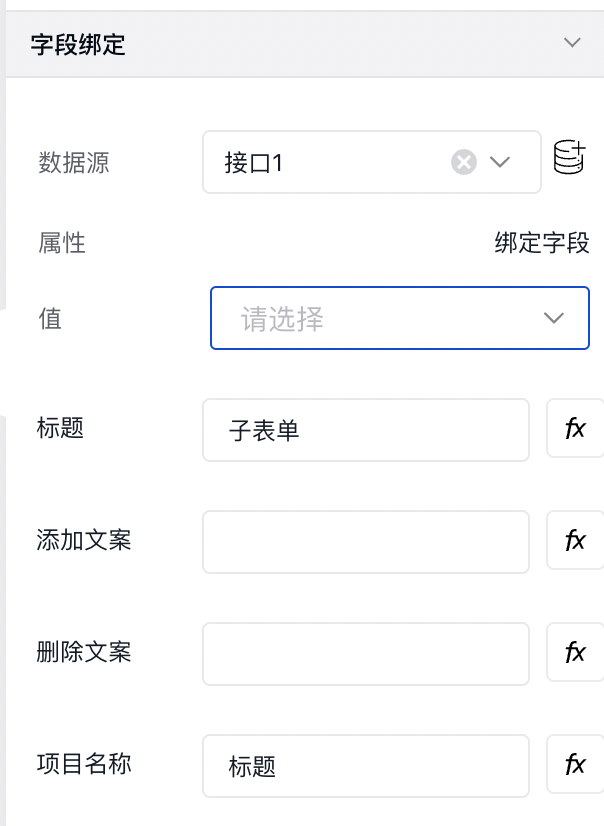 字段绑定
数据源 接口1
属性 绑定字段
值 请选择
标题 子表单 fx
添加文案 fx
删除文案 fx
项目名称 标题 fx